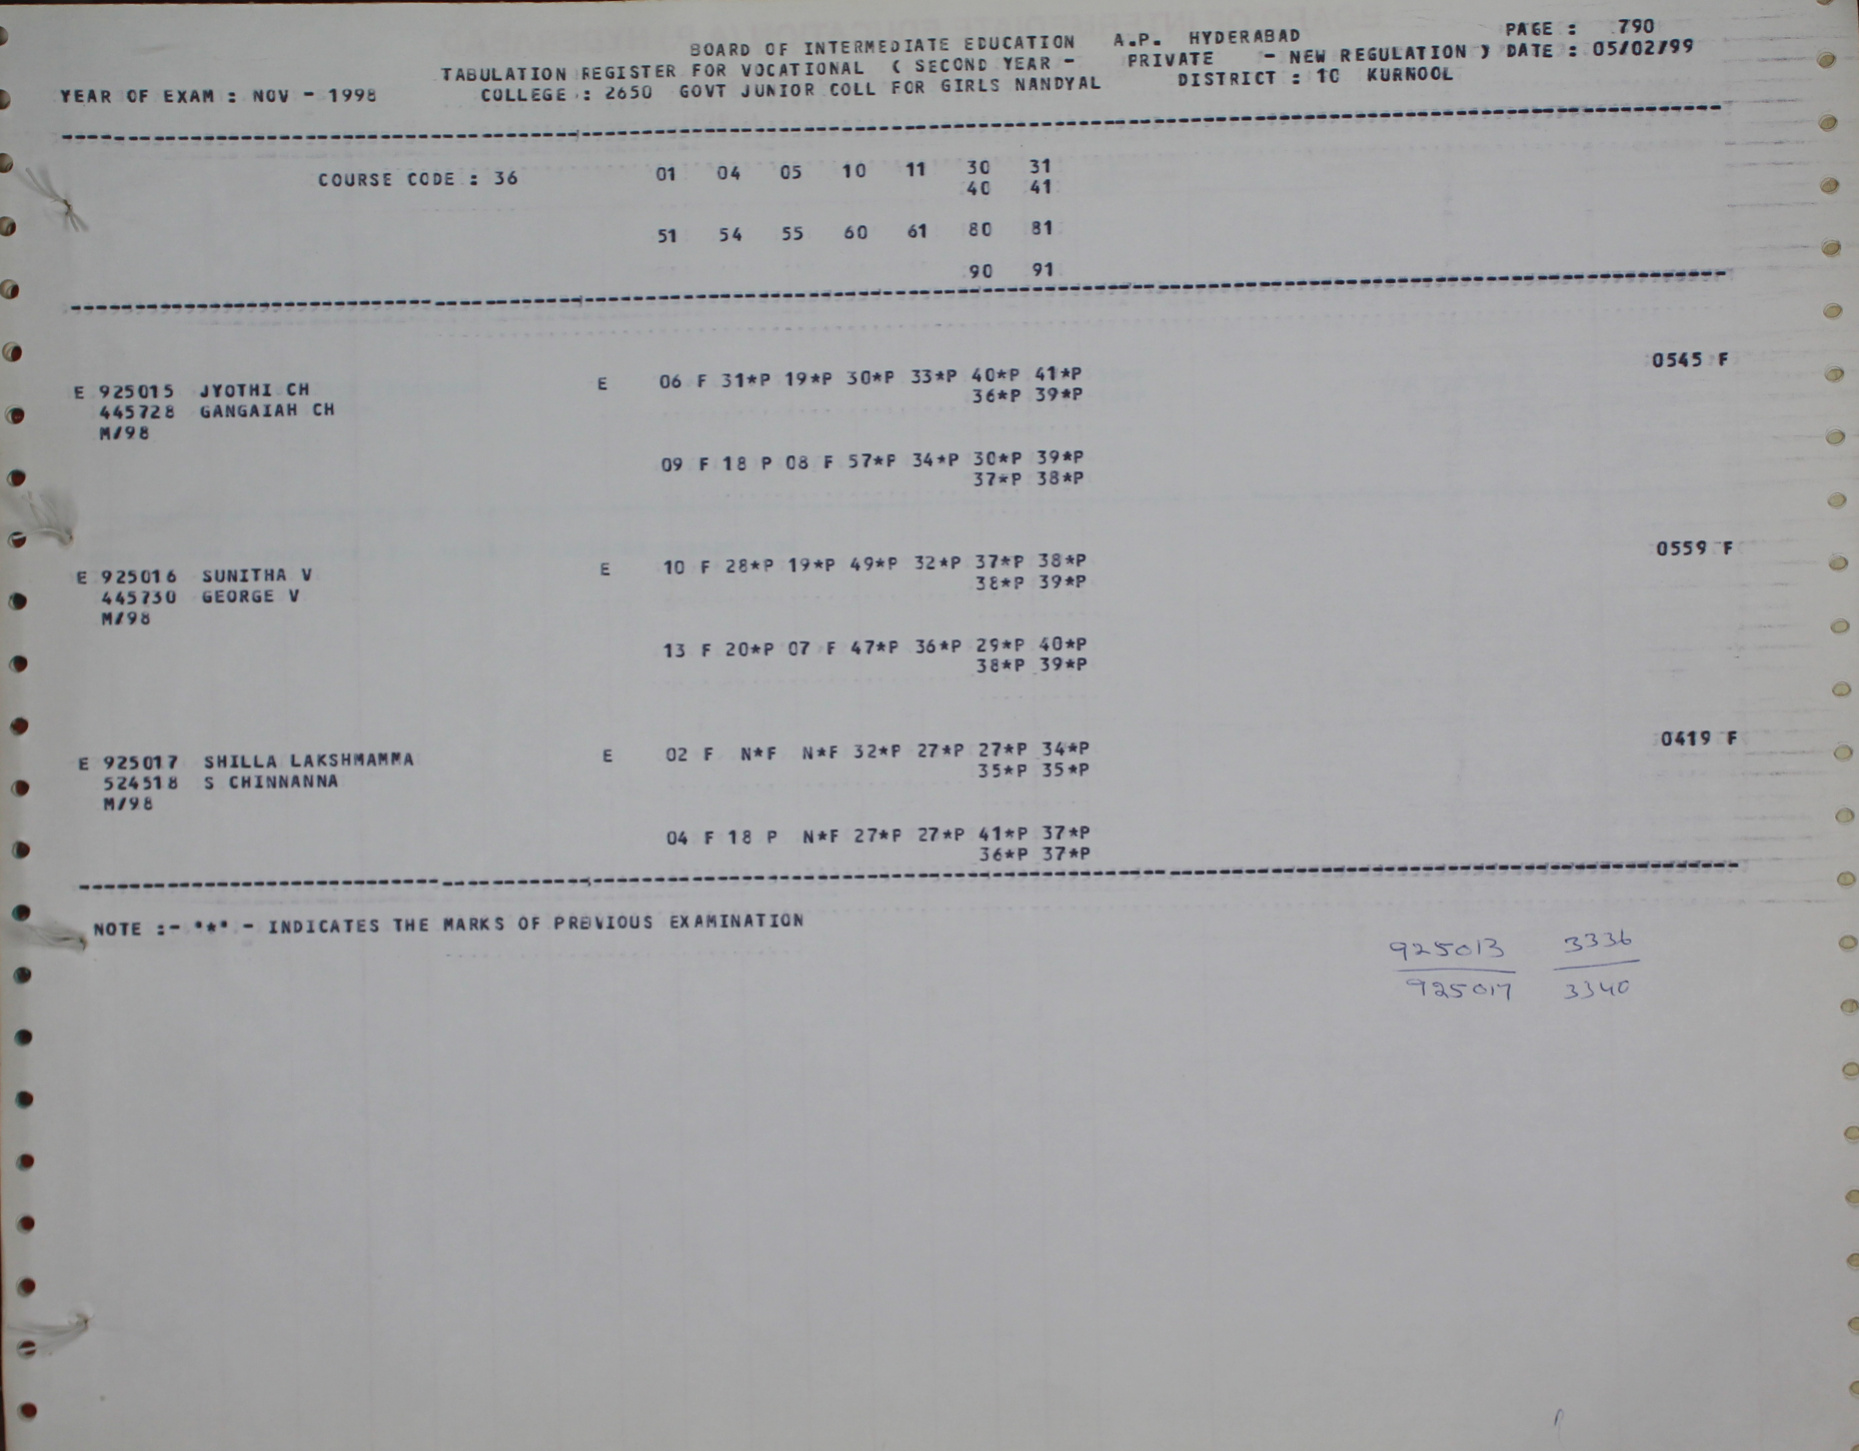 BOARD OF INTERMEDIATE EDUCATION A.P. HYDERABAD PAGE : 790
TABULATION REGISTER FOR VOCATIONAL ( SECOND YEAR - PRIVATE - NEW REGULATION ) DATE : 05/02/99
YEAR OF EXAM : NOV - 1998 COLLEGE : 2650 GOVT JUNIOR COLL FOR GIRLS NANDYAL DISTRICT : 10 KURNOOL
COURSE CODE : 36 01 04 05 10 11 30 31
40 41
51 54 55 60 61 80 81
90 91
E 925015 JYOTHI CH E 06 F 31*P 19*P 30*P 33*P 40*P 41*P 0545 F
445728 GANGAIAH CH 36*P 39*P
M/98
09 F 18 P 08 F 57*P 34*P 30*P 39*P
37*P 38*P
E 925016 SUNITHA V E 10 F 28*P 19*P 49*P 32*P 37*P 38*P 0559 F
445730 GEORGE V 38*P 39*P
M/98
13 F 20*P 07 F 47*P 36*P 29*P 40*P
38*P 39*P
E 925017 SHILLA LAKSHMAMMA E 02 F N*F N*F 32*P 27*P 27*P 34*P 0419 F
524518 S CHINNANNA 35*P 35*P
M/98
04 F 18 P N*F 27*P 27*P 41*P 37*P
36*P 37*P
NOTE :- "*" - INDICATES THE MARKS OF PREVIOUS EXAMINATION
925013 3336
925017 3340